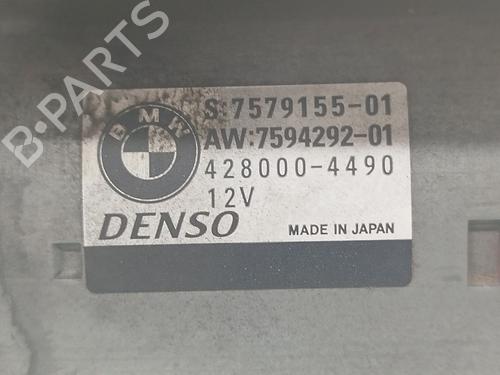 B-PARTS
BMW
S:7579155-01
AW:7594292-01
428000-4490
12V
DENSO
MADE IN JAPAN